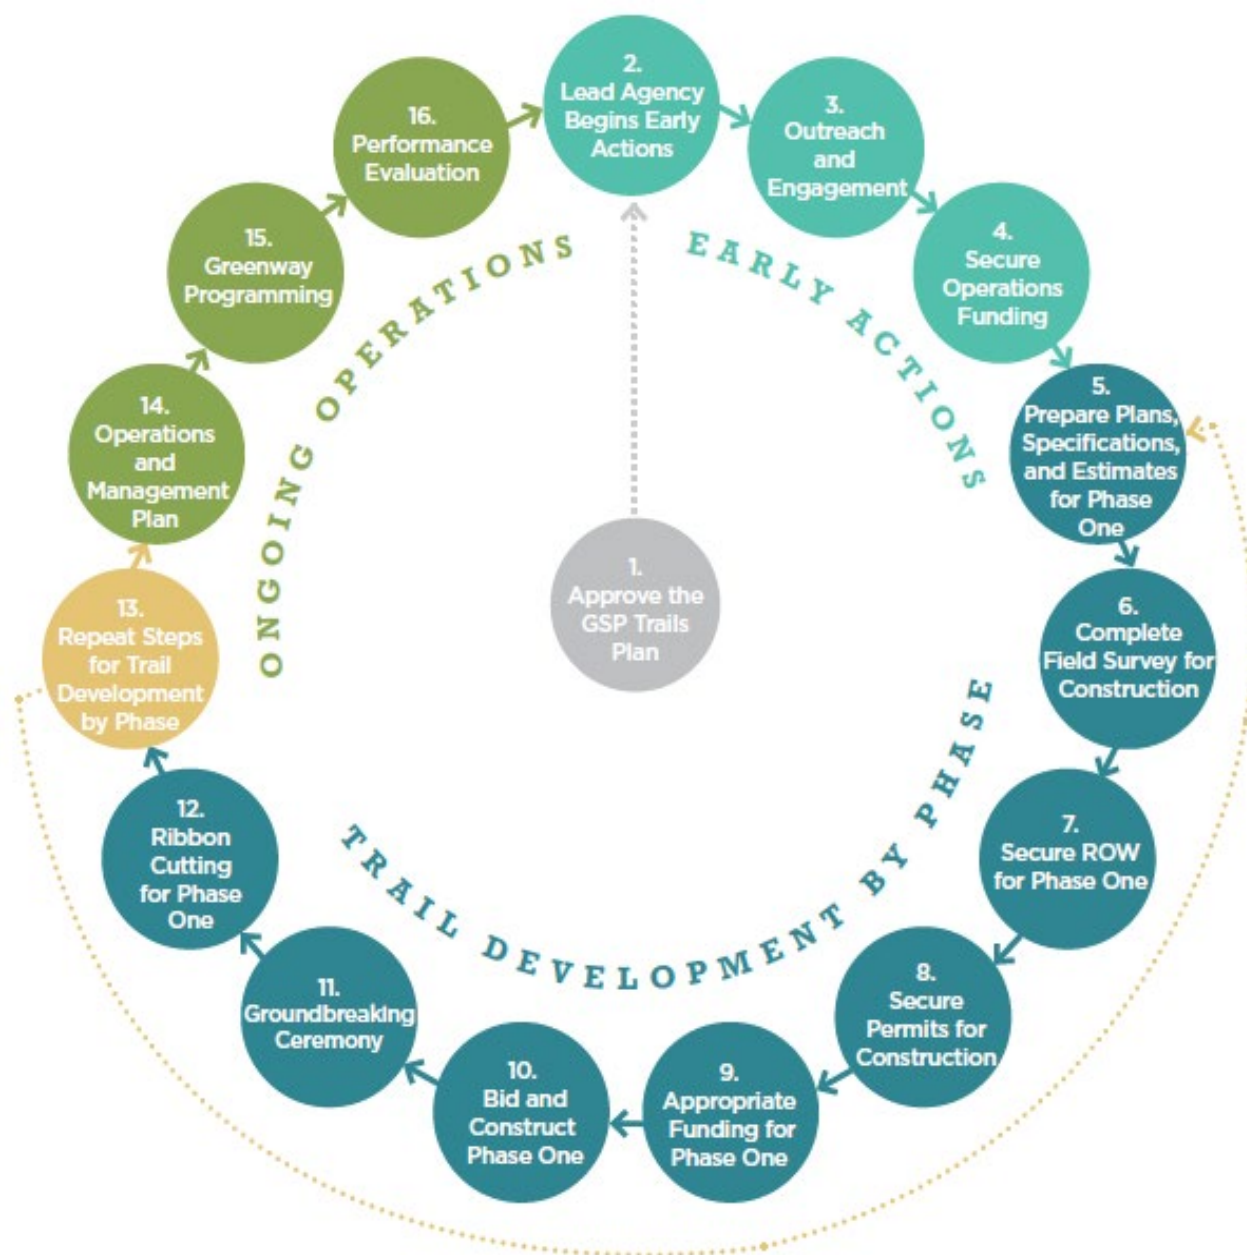 1.
Approve the
GSP Trails
Plan
EARLY ACTIONS
2.
Lead Agency
Begins Early
Actions
3.
Outreach
and
Engagement
4.
Secure
Operations
Funding
TRAIL DEVELOPMENT BY PHASE
5.
Prepare Plans,
Specifications,
and Estimates
for Phase
One
6.
Complete
Field Survey for
Construction
7.
Secure ROW
for Phase One
8.
Secure
Permits for
Construction
9.
Appropriate
Funding for
Phase One
10.
Bid and
Construct
Phase One
11.
Groundbreaking
Ceremony
12.
Ribbon
Cutting
for Phase
One
13.
Repeat Steps
for Trail
Development
by Phase
ONGOING OPERATIONS
14.
Operations
and
Management
Plan
15.
Greenway
Programming
16.
Performance
Evaluation